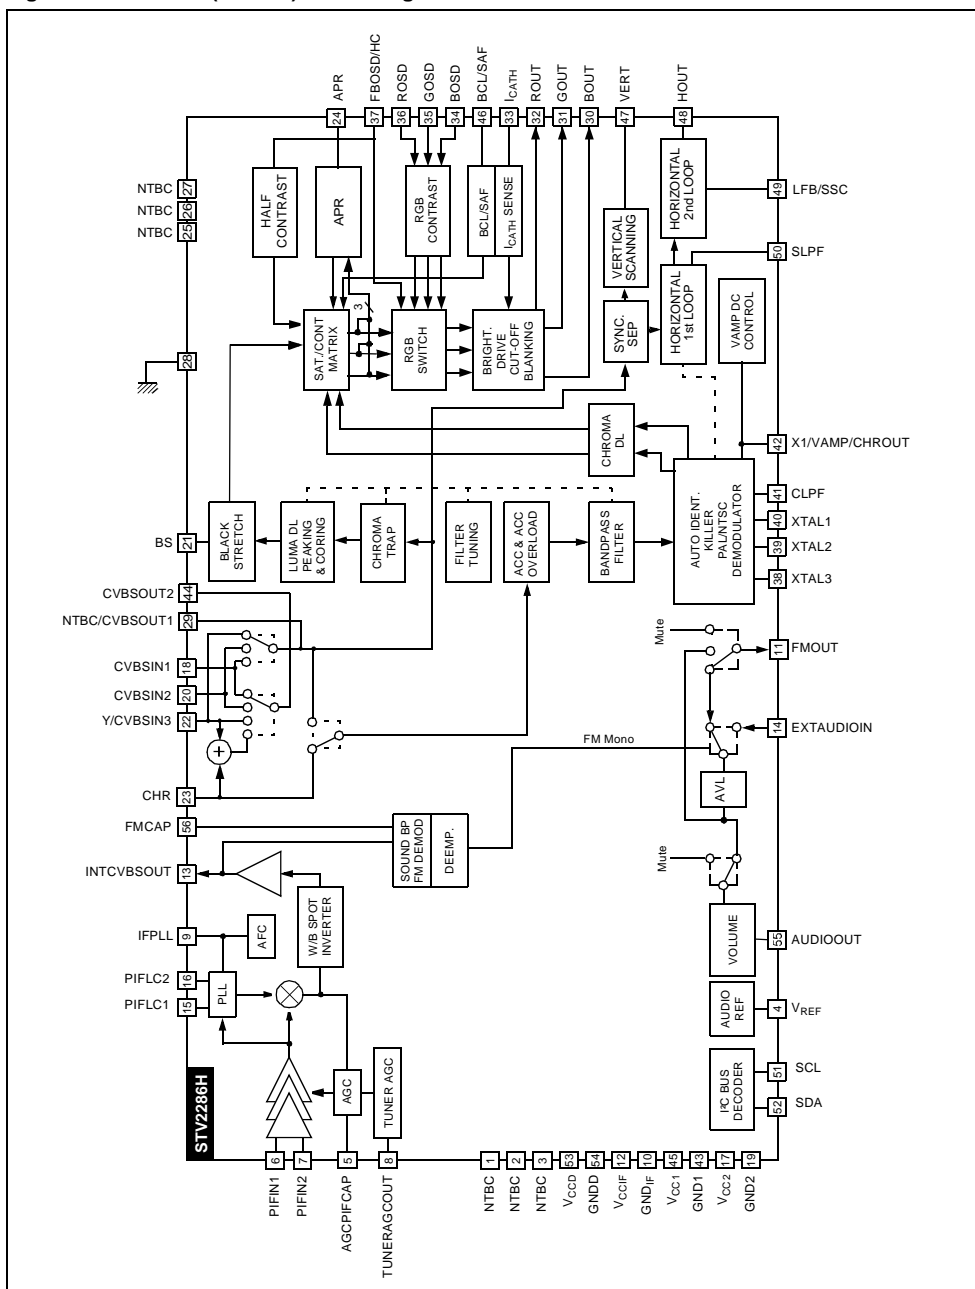 APR
FBOSD/HC
ROSD
GOSD
BOSD
BCL/SAF
ICATH
ROUT
GOUT
BOUT
VERT
HOUT
24
37
36
35
34
46
33
32
31
30
47
48
NTBC 27
NTBC 26
NTBC 25
HALF
CONTRAST
APR
RGB
CONTRAST
BCL/SAF
ICATH SENSE
VERTICAL
SCANNING
HORIZONTAL
2nd LOOP
49 LFB/SSC
50 SLPF
28
SAT./CONT
MATRIX
3
RGB
SWITCH
BRIGHT.
DRIVE
CUT-OFF
BLANKING
SYNC.
SEP
HORIZONTAL
1st LOOP
VAMP DC
CONTROL
CHROMA
DL
42 X1/VAMP/CHROUT
41 CLPF
40 XTAL1
39 XTAL2
38 XTAL3
BS 21
BLACK
STRETCH
LUMA DL
PEAKING
& CORING
CHROMA
TRAP
FILTER
TUNING
ACC & ACC
OVERLOAD
BANDPASS
FILTER
AUTO IDENT.
KILLER
PAL/NTSC
DEMODULATOR
CVBSOUT2 44
NTBC/CVBSOUT1 29
CVBSIN1 18
CVBSIN2 20
Y/CVBSIN3 22
+
CHR 23
FMCAP 56
INTCVBSOUT 13
IFPLL 9
PIFLC2 16
PIFLC1 15
Mute
11 FMOUT
14 EXTAUDIOIN
FM Mono
AVL
SOUND BP
FM DEMOD
DEEMP.
Mute
VOLUME
55 AUDIOOUT
AFC
W/B SPOT
INVERTER
PLL
AUDIO
REF
4 VREF
I²C BUS
DECODER
51 SCL
52 SDA
AGC
TUNER AGC
STV2286H
6
7
5
8
1
2
3
53
54
12
10
45
43
17
19
PIFIN1
PIFIN2
AGCPIFCAP
TUNERAGCOUT
NTBC
NTBC
NTBC
VCCD
GNDD
VCCIF
GNDIF
VCC1
GND1
VCC2
GND2